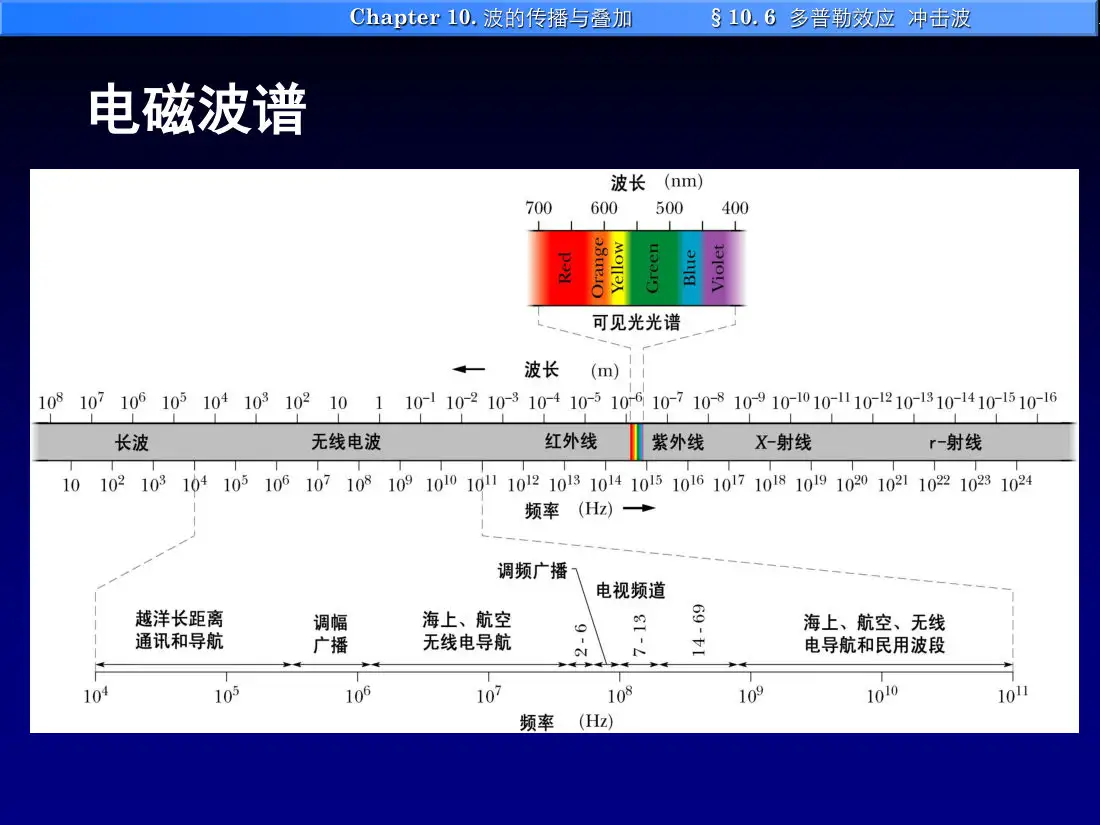 Chapter 10. 波的传播与叠加 § 10. 6 多普勒效应 冲击波
电磁波谱
波长 (nm)
700 600 500 400
Red Orange Yellow Green Blue Violet
可见光光谱
波长 (m)
10⁸ 10⁷ 10⁶ 10⁵ 10⁴ 10³ 10² 10 1 10⁻¹ 10⁻² 10⁻³ 10⁻⁴ 10⁻⁵ 10⁻⁶ 10⁻⁷ 10⁻⁸ 10⁻⁹ 10⁻¹⁰ 10⁻¹¹ 10⁻¹² 10⁻¹³ 10⁻¹⁴ 10⁻¹⁵ 10⁻¹⁶
长波 无线电波 红外线 紫外线 X-射线 r-射线
10 10² 10³ 10⁴ 10⁵ 10⁶ 10⁷ 10⁸ 10⁹ 10¹⁰ 10¹¹ 10¹² 10¹³ 10¹⁴ 10¹⁵ 10¹⁶ 10¹⁷ 10¹⁸ 10¹⁹ 10²⁰ 10²¹ 10²² 10²³ 10²⁴
频率 (Hz)
调频广播
电视频道
越洋长距离
通讯和导航
调幅
广播
海上、航空
无线电导航
2 - 6
7 - 13
14 - 69
海上、航空、无线
电导航和民用波段
10⁴ 10⁵ 10⁶ 10⁷ 10⁸ 10⁹ 10¹⁰ 10¹¹
频率 (Hz)